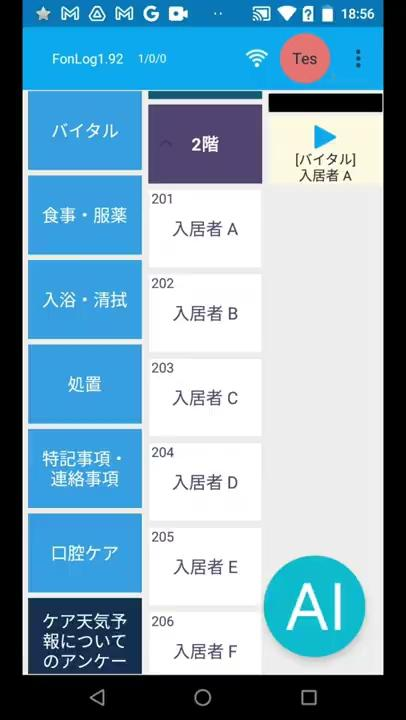 18:56
FonLog1.92 1/0/0
Tes
バイタル
食事・服薬
入浴・清拭
処置
特記事項・
連絡事項
口腔ケア
ケア天気予
報について
のアンケー
2階
201
入居者 A
202
入居者 B
203
入居者 C
204
入居者 D
205
入居者 E
206
入居者 F
[バイタル]
入居者 A
AI